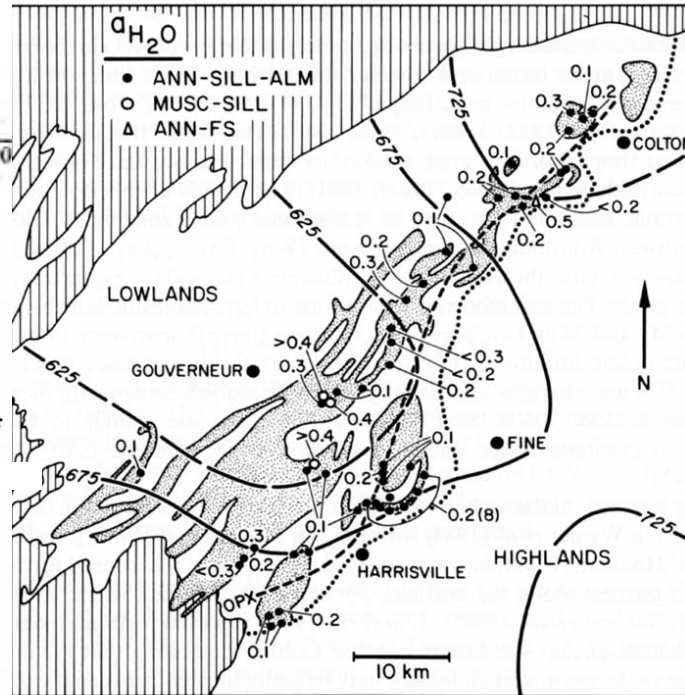 aH2O
• ANN-SILL-ALM
o MUSC-SILL
Δ ANN-FS
0
725
675
625
0.1
0.2
0.3
COLTON
0.2
0.1
<0.2
0.5
0.2
0.2
0.3
LOWLANDS
N
>0.4
GOUVERNEUR
0.3
<0.3
<0.2
0.2
0.1
0.4
625
>0.4
0.1
FINE
0.1
0.2
675
0.1
725
0.3
<0.3
0.2
HARRISVILLE
HIGHLANDS
OPX
0.2
0.1
10 km